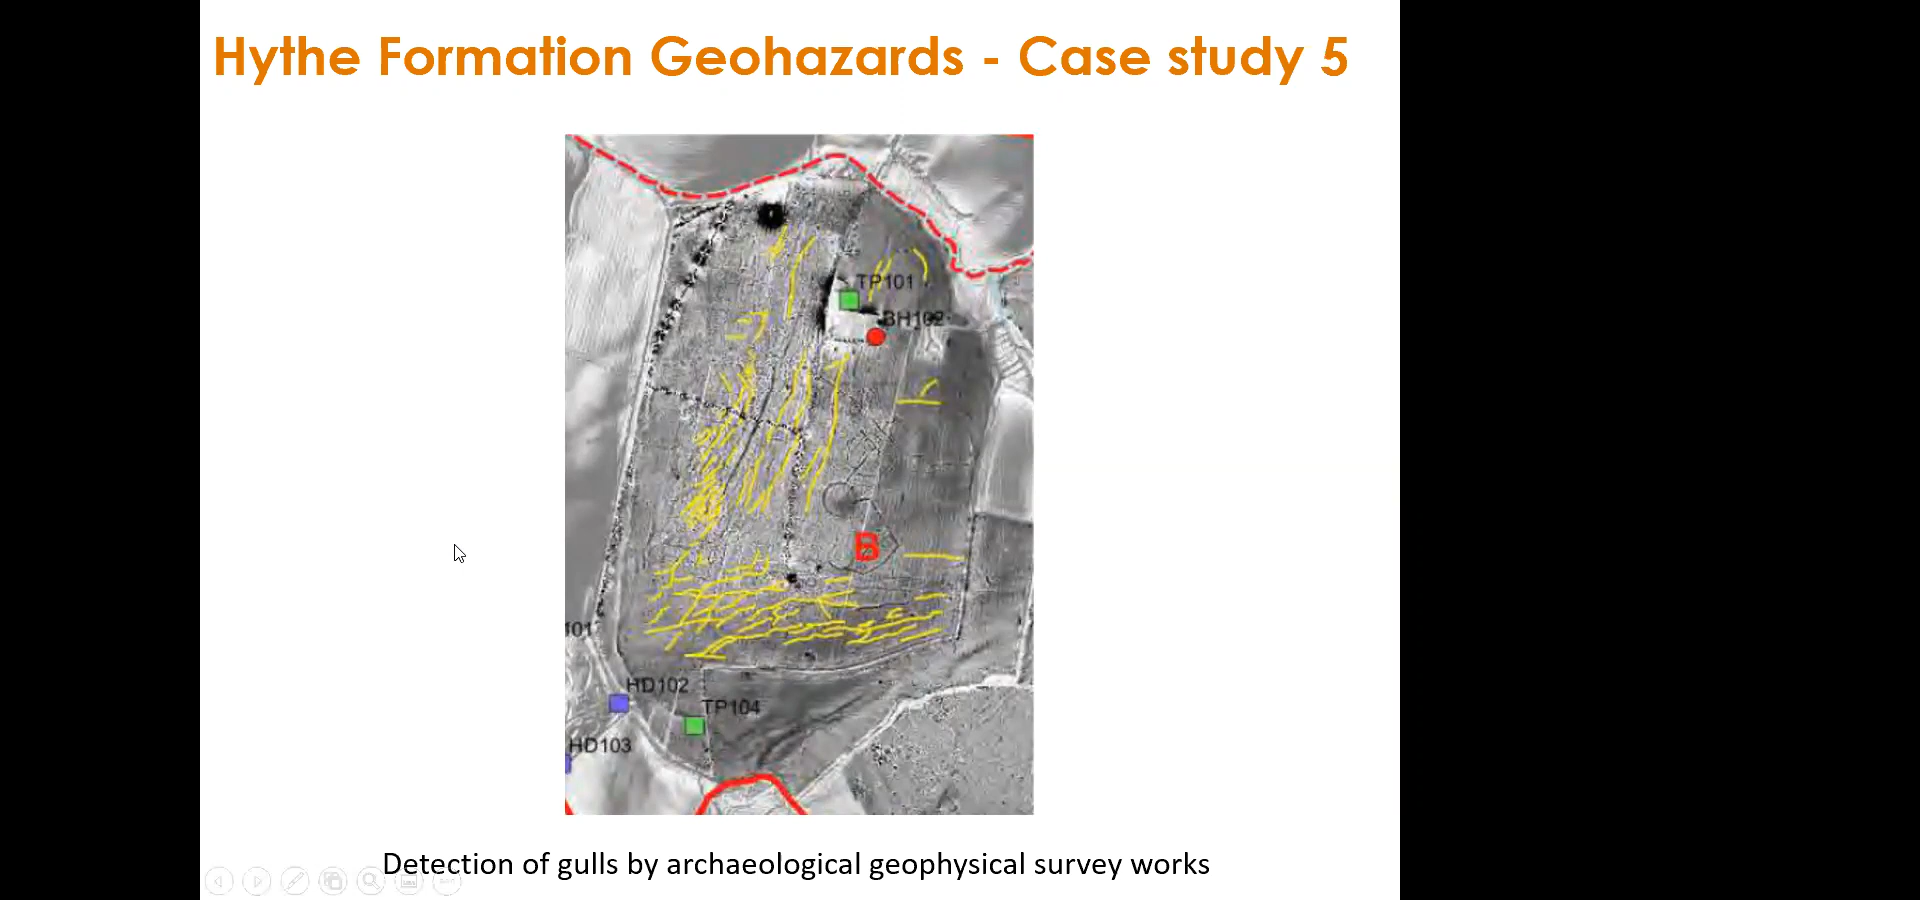 Hythe Formation Geohazards - Case study 5
TP101
BH102
B
101
HD102
TP104
HD103
Detection of gulls by archaeological geophysical survey works